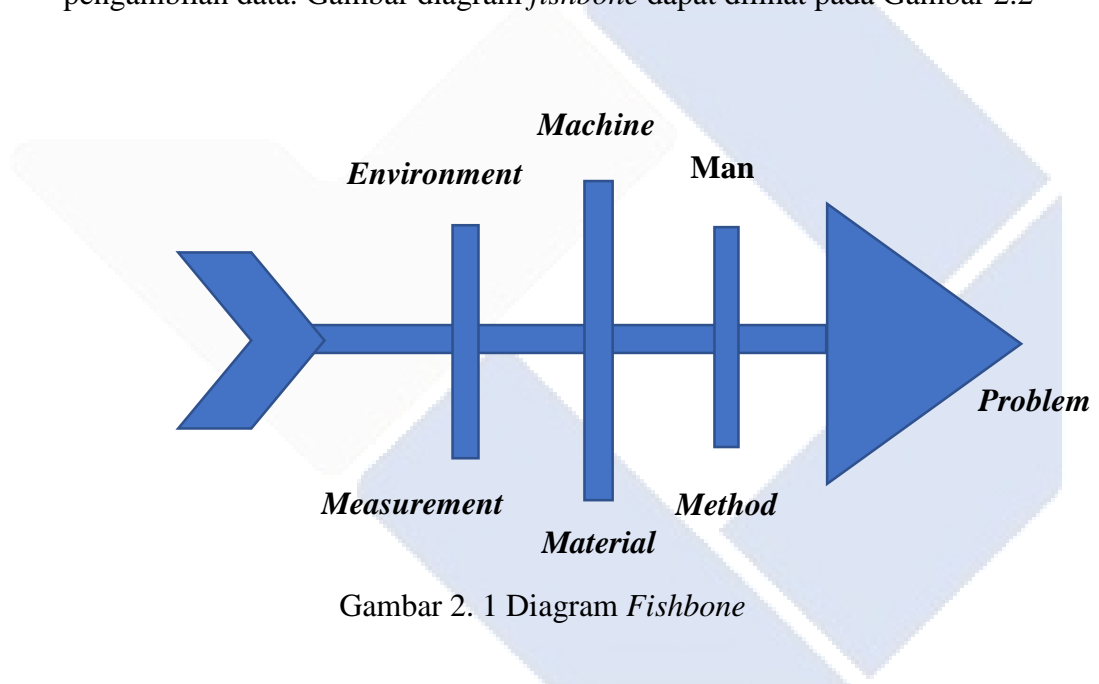 pengambilan data. Gambar diagram fishbone dapat dilihat pada Gambar 2.2
Machine
Environment
Man
Problem
Measurement
Method
Material
Gambar 2. 1 Diagram Fishbone